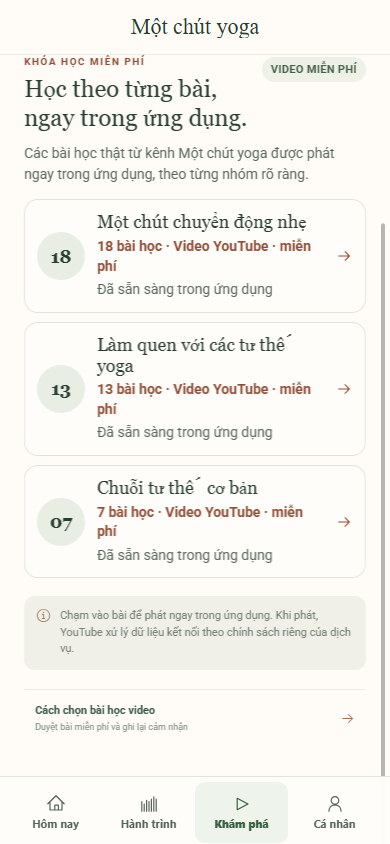 Một chút yoga
KHÓA HỌC MIỄN PHÍ
VIDEO MIỄN PHÍ
Học theo từng bài,
ngay trong ứng dụng.
Các bài học thật từ kênh Một chút yoga được phát
ngay trong ứng dụng, theo từng nhóm rõ ràng.
18
Một chút chuyển động nhẹ
18 bài học · Video YouTube · miễn
phí
Đã sẵn sàng trong ứng dụng
→
13
Làm quen với các tư thế
yoga
13 bài học · Video YouTube · miễn
phí
Đã sẵn sàng trong ứng dụng
→
07
Chuỗi tư thế cơ bản
7 bài học · Video YouTube · miễn
phí
Đã sẵn sàng trong ứng dụng
→
Chạm vào bài để phát ngay trong ứng dụng. Khi phát,
YouTube xử lý dữ liệu kết nối theo chính sách riêng của dịch
vụ.
Cách chọn bài học video
Duyệt bài miễn phí và ghi lại cảm nhận
→
Hôm nay
Hành trình
Khám phá
Cá nhân